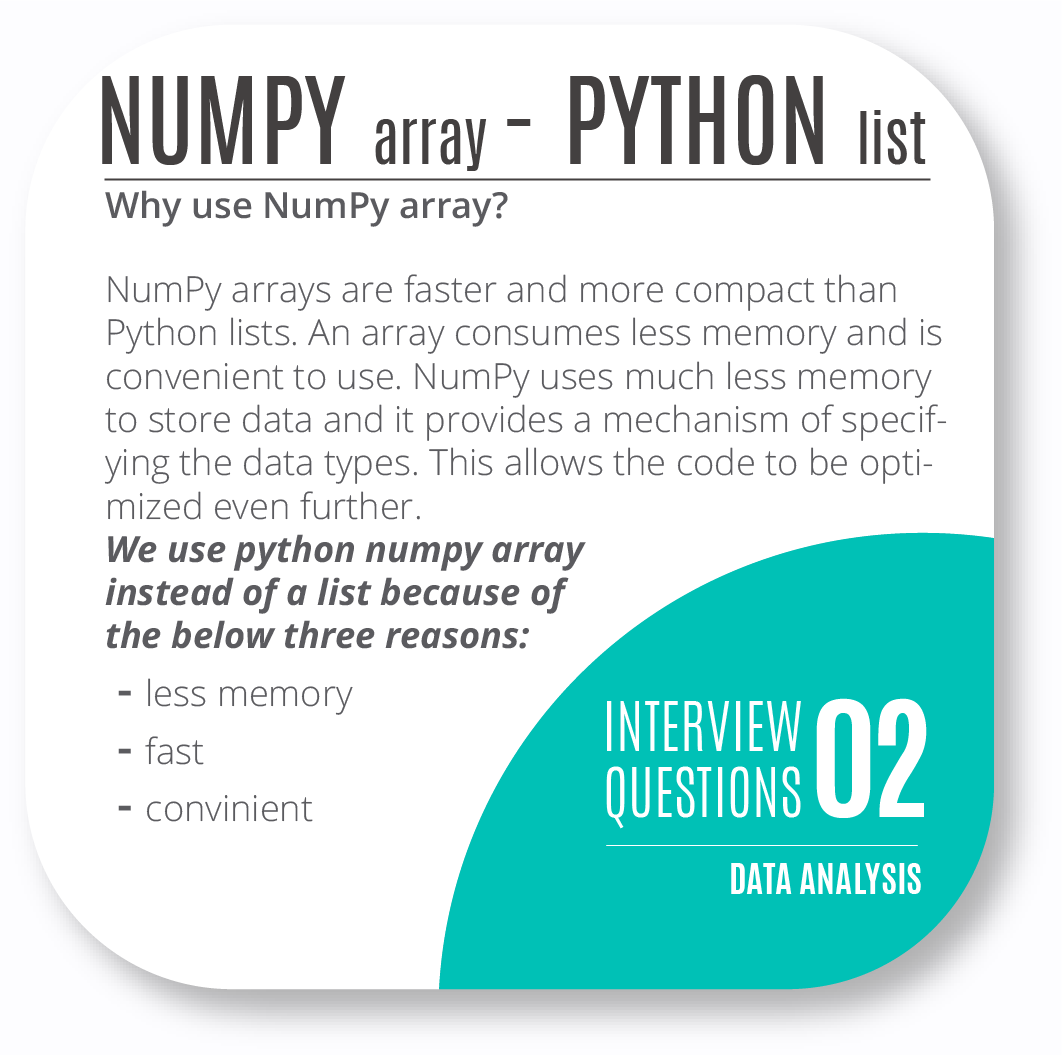 NUMPY array - PYTHON list
Why use NumPy array?
NumPy arrays are faster and more compact than
Python lists. An array consumes less memory and is
convenient to use. NumPy uses much less memory
to store data and it provides a mechanism of specif-
ying the data types. This allows the code to be opti-
mized even further.
We use python numpy array
instead of a list because of
the below three reasons:
- less memory
- fast
- convinient
INTERVIEW
QUESTIONS 02
DATA ANALYSIS